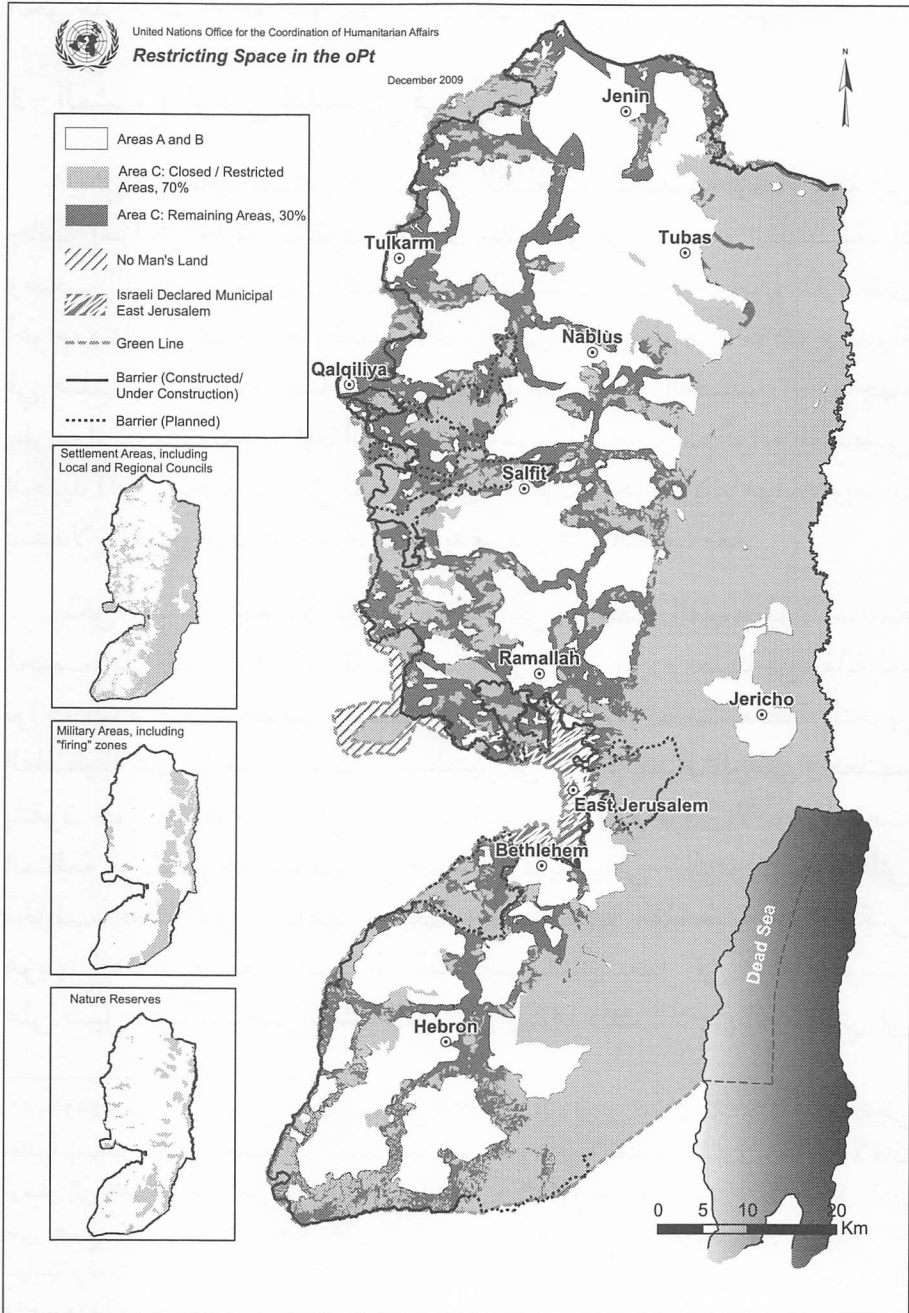 United Nations Office for the Coordination of Humanitarian Affairs
Restricting Space in the oPt
December 2009
N
Areas A and B
Area C: Closed / Restricted
Areas, 70%
Area C: Remaining Areas, 30%
No Man's Land
Israeli Declared Municipal
East Jerusalem
Green Line
Barrier (Constructed/
Under Construction)
Barrier (Planned)
Settlement Areas, including
Local and Regional Councils
Military Areas, including
"firing" zones
Nature Reserves
Jenin
Tulkarm
Tubas
Nablus
Qalqiliya
Salfit
Ramallah
Jericho
East Jerusalem
Bethlehem
Dead Sea
Hebron
0 5 10 20
Km